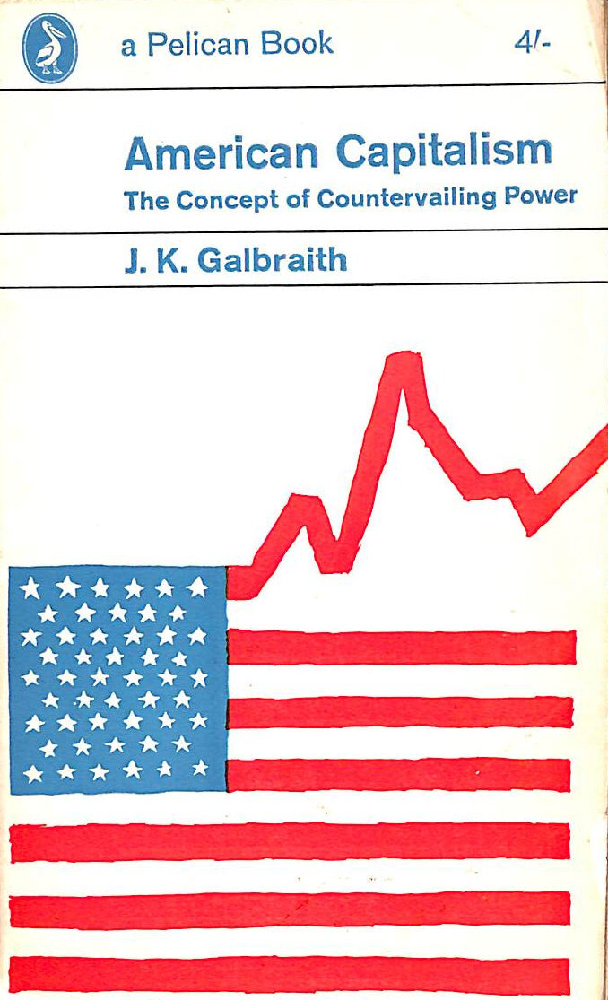 a Pelican Book 4/-
American Capitalism
The Concept of Countervailing Power
J. K. Galbraith